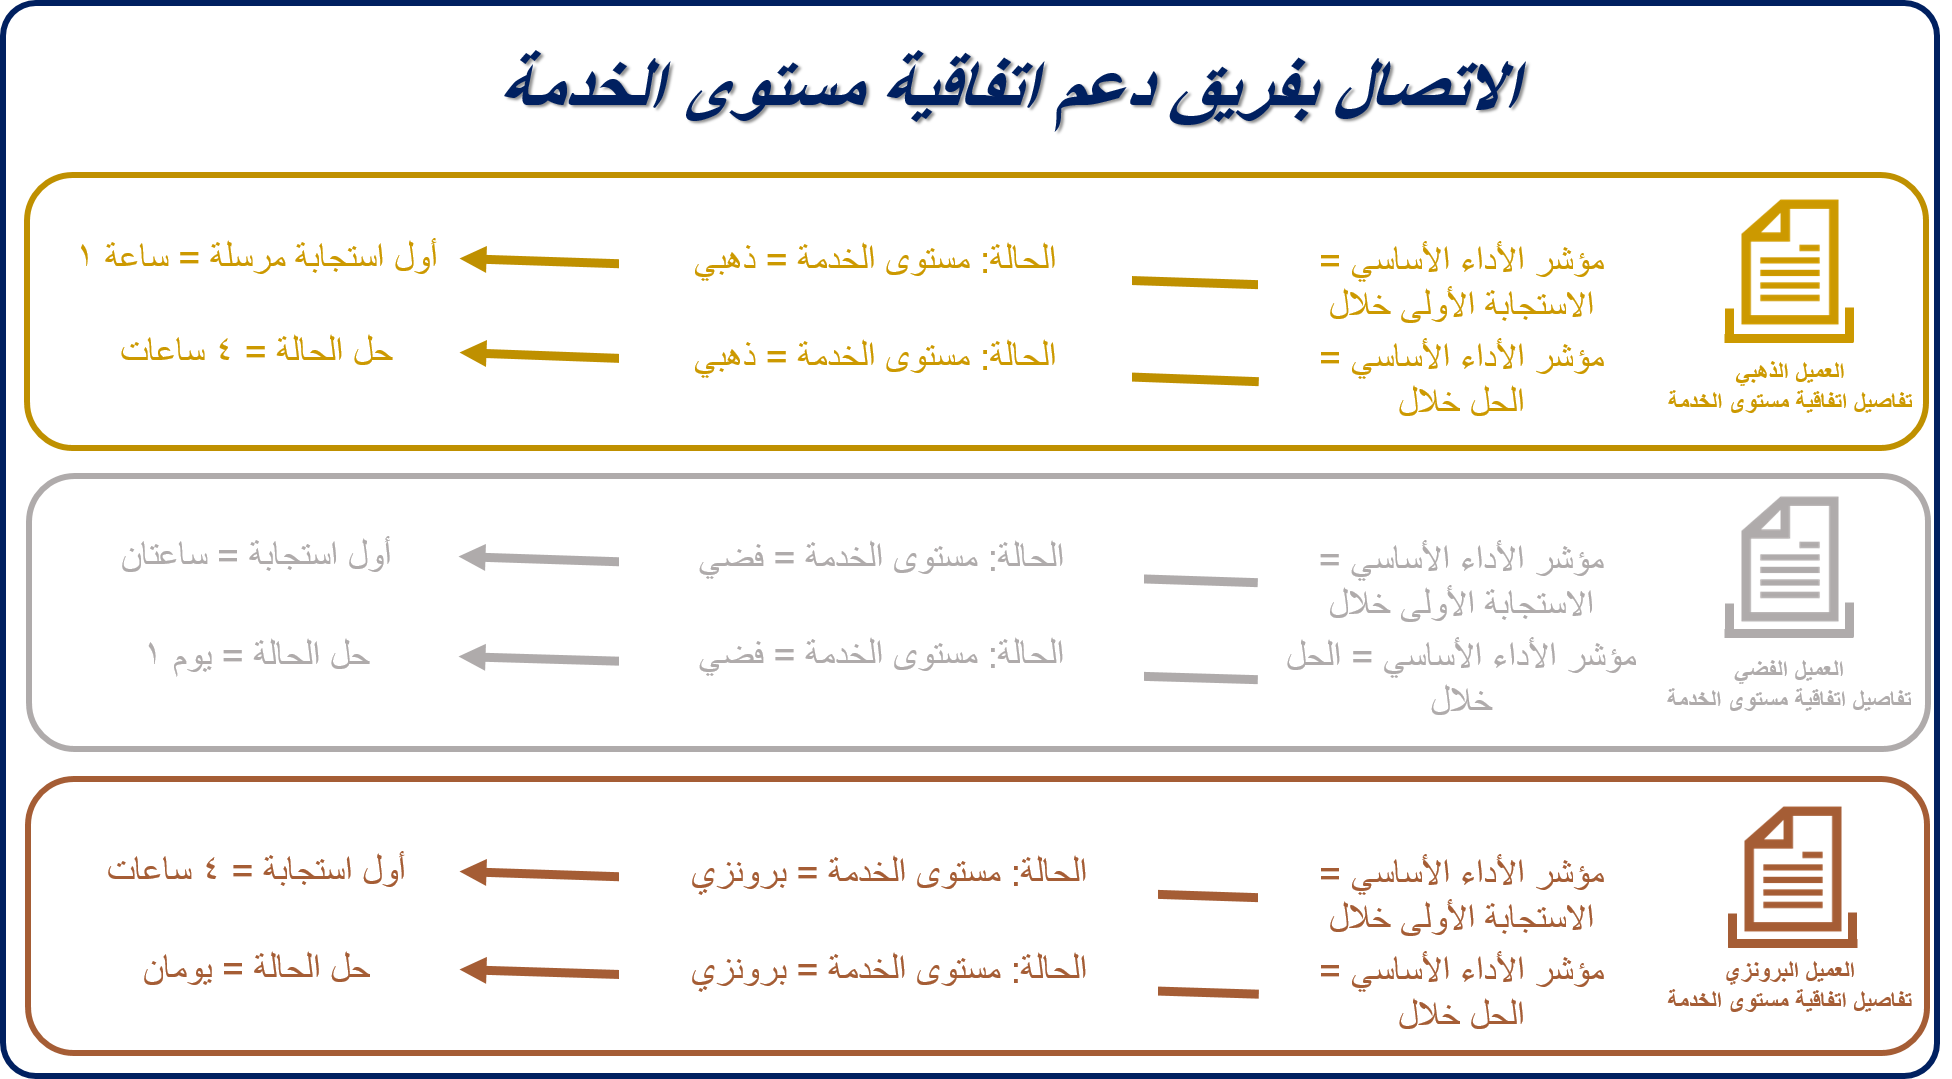 الاتصال بفريق دعم اتفاقية مستوى الخدمة
العميل الذهبي
تفاصيل اتفاقية مستوى الخدمة
مؤشر الأداء الأساسي =
الاستجابة الأولى خلال
الحالة: مستوى الخدمة = ذهبي
أول استجابة مرسلة = ساعة ١
مؤشر الأداء الأساسي =
الحل خلال
الحالة: مستوى الخدمة = ذهبي
حل الحالة = ٤ ساعات
العميل الفضي
تفاصيل اتفاقية مستوى الخدمة
مؤشر الأداء الأساسي =
الاستجابة الأولى خلال
الحالة: مستوى الخدمة = فضي
أول استجابة = ساعتان
مؤشر الأداء الأساسي = الحل
خلال
الحالة: مستوى الخدمة = فضي
حل الحالة = يوم ١
العميل البرونزي
تفاصيل اتفاقية مستوى الخدمة
مؤشر الأداء الأساسي =
الاستجابة الأولى خلال
الحالة: مستوى الخدمة = برونزي
أول استجابة = ٤ ساعات
مؤشر الأداء الأساسي =
الحل خلال
الحالة: مستوى الخدمة = برونزي
حل الحالة = يومان